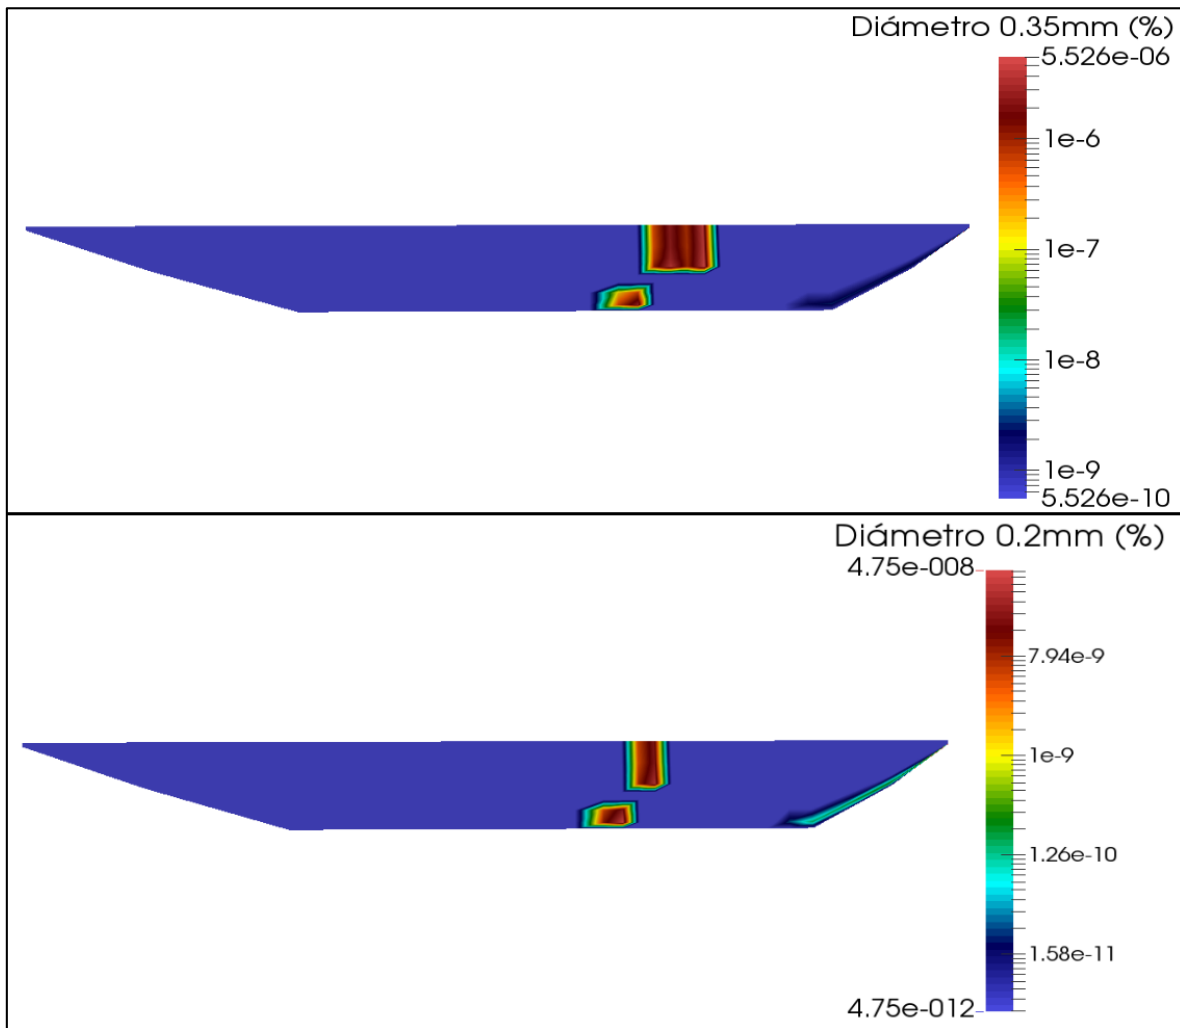 Diámetro 0.35mm (%)
5.526e-06
1e-6
1e-7
1e-8
1e-9
5.526e-10
Diámetro 0.2mm (%)
4.75e-008
7.94e-9
1e-9
1.26e-10
1.58e-11
4.75e-012